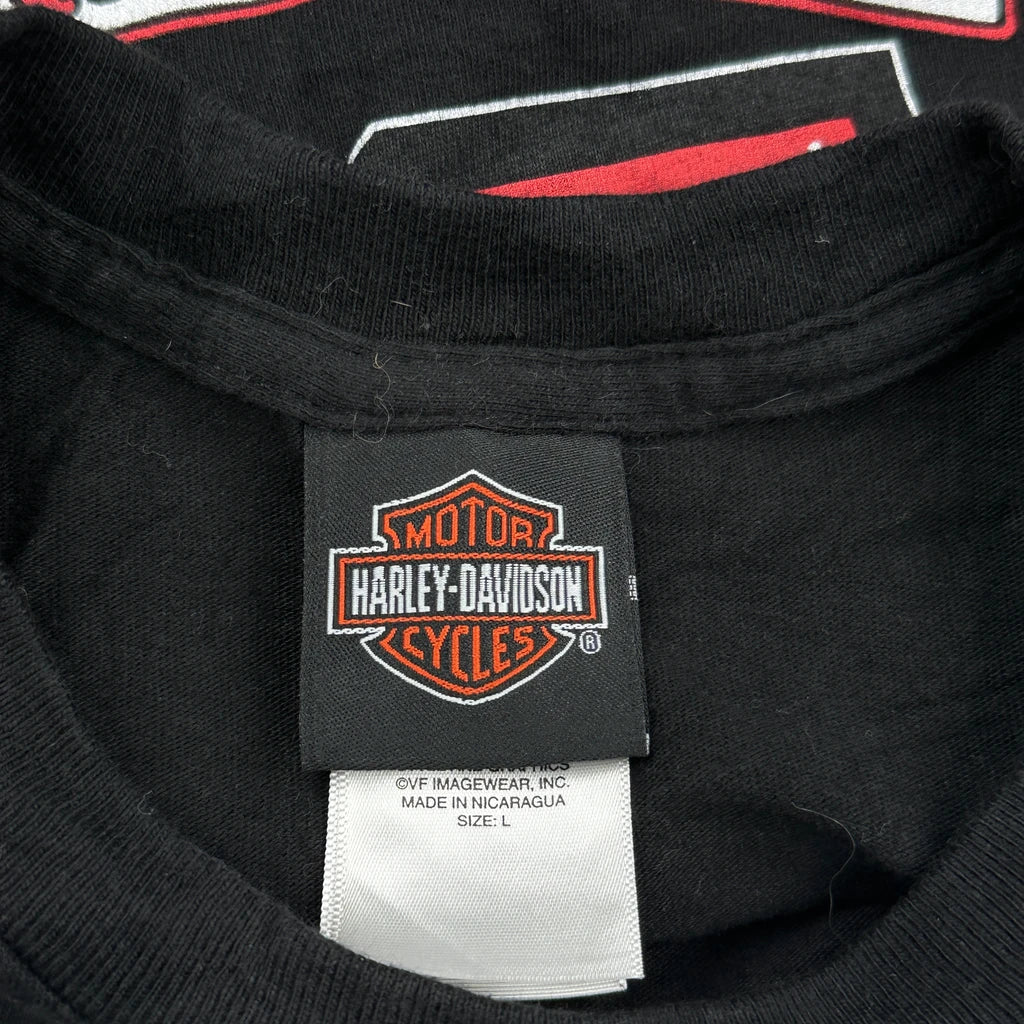 MOTOR
HARLEY-DAVIDSON
CYCLES
®
©VF IMAGEWEAR, INC.
MADE IN NICARAGUA
SIZE: L